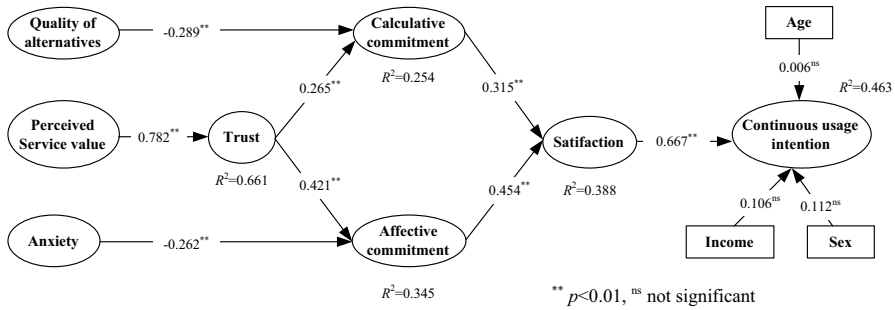 Quality of
alternatives
-0.289**
Calculative
commitment
R²=0.254
Age
0.006ns
R²=0.463
0.265**
0.315**
Perceived
Service value
0.782**
Trust
R²=0.661
Satifaction
R²=0.388
0.667**
Continuous usage
intention
0.421**
0.454**
0.106ns
0.112ns
Anxiety
-0.262**
Affective
commitment
R²=0.345
Income
Sex
** p<0.01, ns not significant